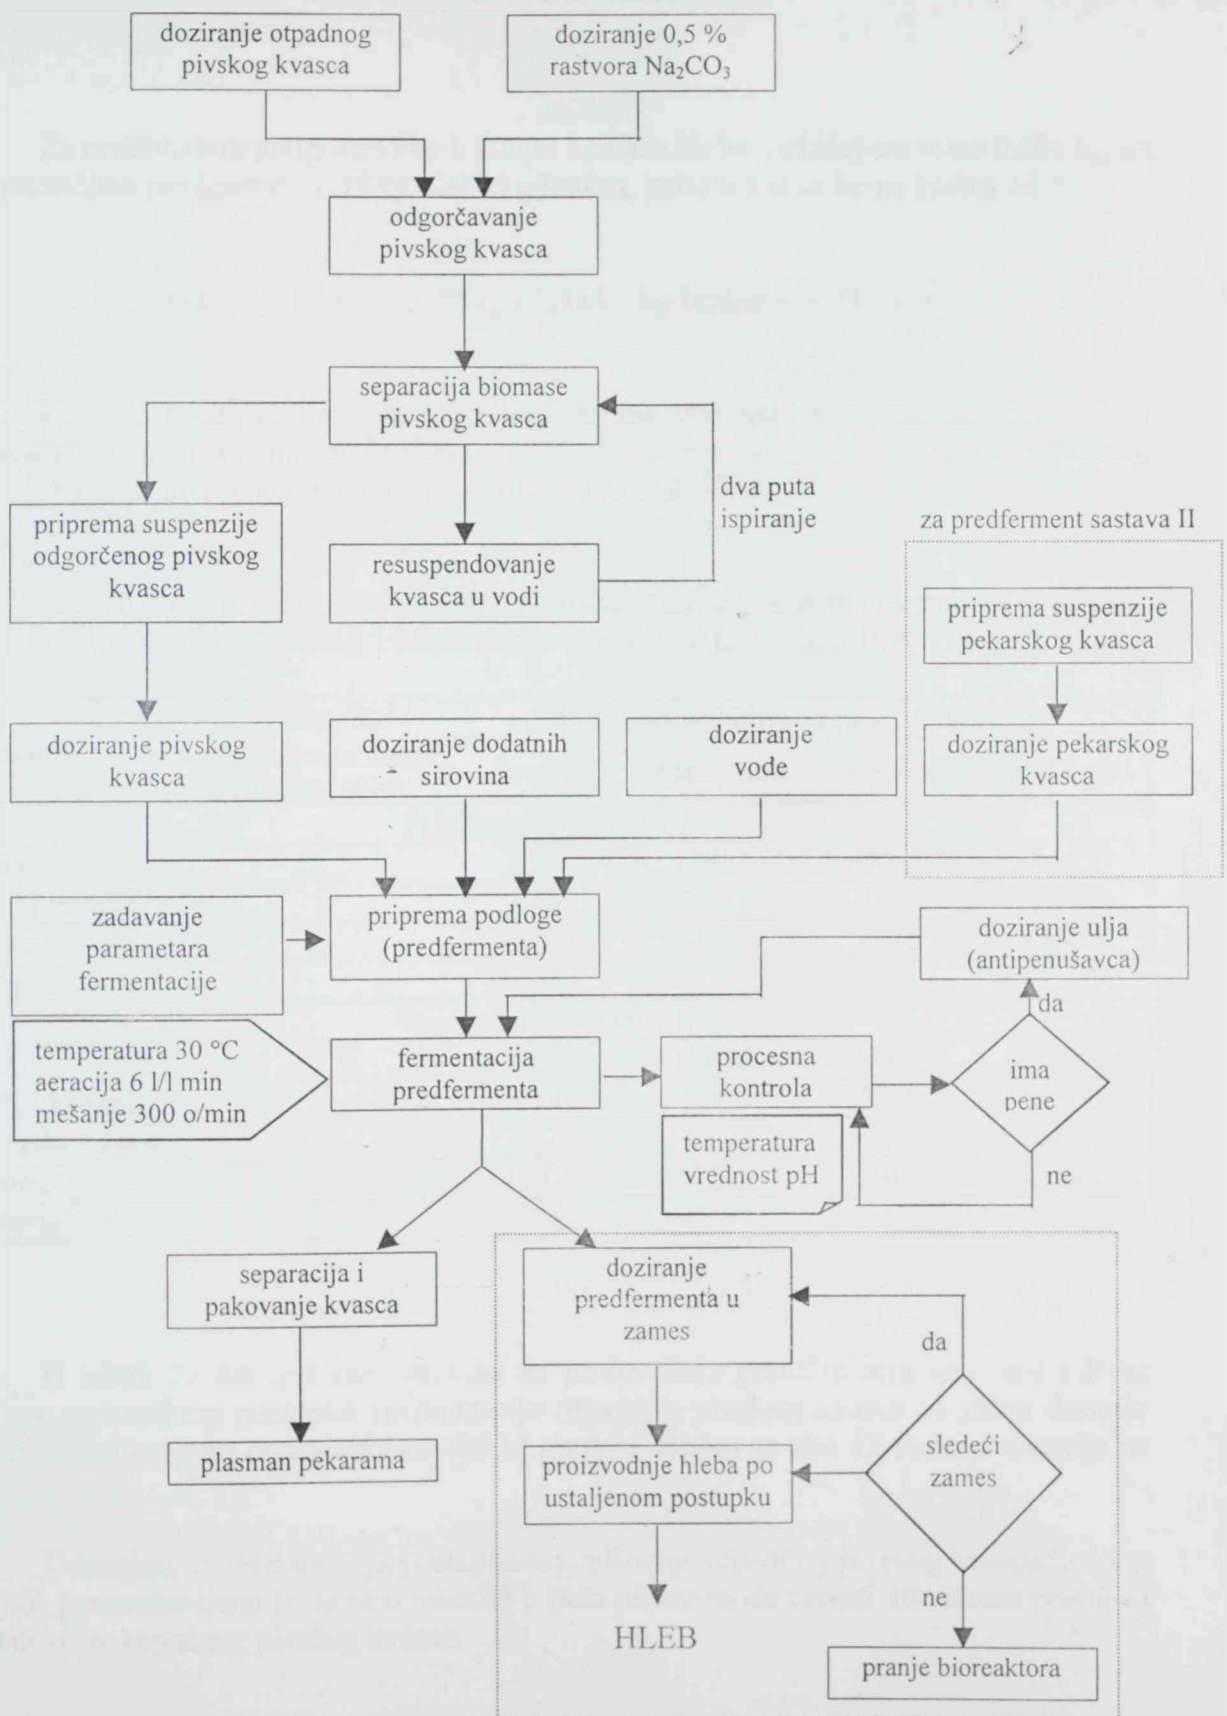 doziranje otpadnog
pivskog kvasca
doziranje 0,5 %
rastvora Na₂CO₃
odgorčavanje
pivskog kvasca
separacija biomase
pivskog kvasca
dva puta
ispiranje
priprema suspenzije
odgorčenog pivskog
kvasca
resuspendovanje
kvasca u vodi
za predferment sastava II
priprema suspenzije
pekarskog kvasca
doziranje pivskog
kvasca
doziranje dodatnih
sirovina
doziranje
vode
doziranje pekarskog
kvasca
zadavanje
parametara
fermentacije
priprema podloge
(predfermenta)
doziranje ulja
(antipenušavca)
da
temperatura 30 °C
aeracija 6 l/l min
mešanje 300 o/min
fermentacija
predfermenta
procesna
kontrola
ima
pene
temperatura
vrednost pH
ne
separacija i
pakovanje kvasca
doziranje
predfermenta u
zames
da
plasman pekarama
proizvodnje hleba po
ustaljenom postupku
sledeći
zames
ne
HLEB
pranje bioreaktora